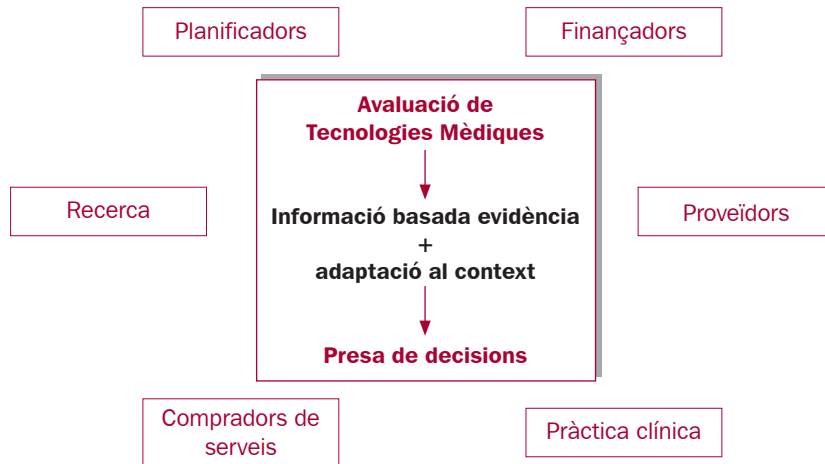 Planificadors
Finançadors
Avaluació de
Tecnologies Mèdiques
Recerca
Informació basada evidència
+
adaptació al context
Proveïdors
Presa de decisions
Compradors de
serveis
Pràctica clínica